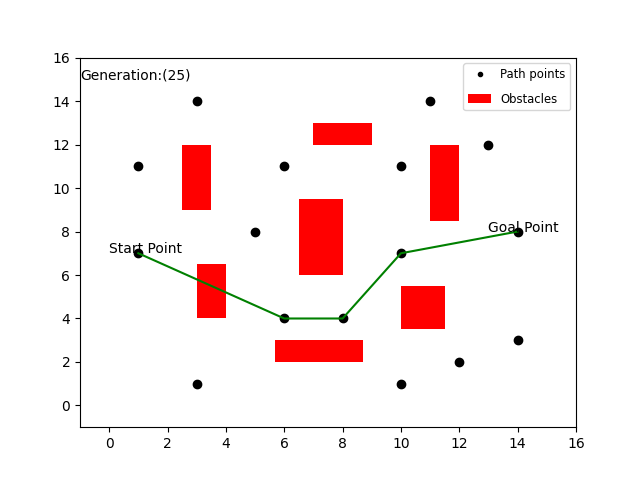 16
Generation:(25)
Path points
14
Obstacles
12
10
8
Goal Point
Start Point
6
4
2
0
0 2 4 6 8 10 12 14 16